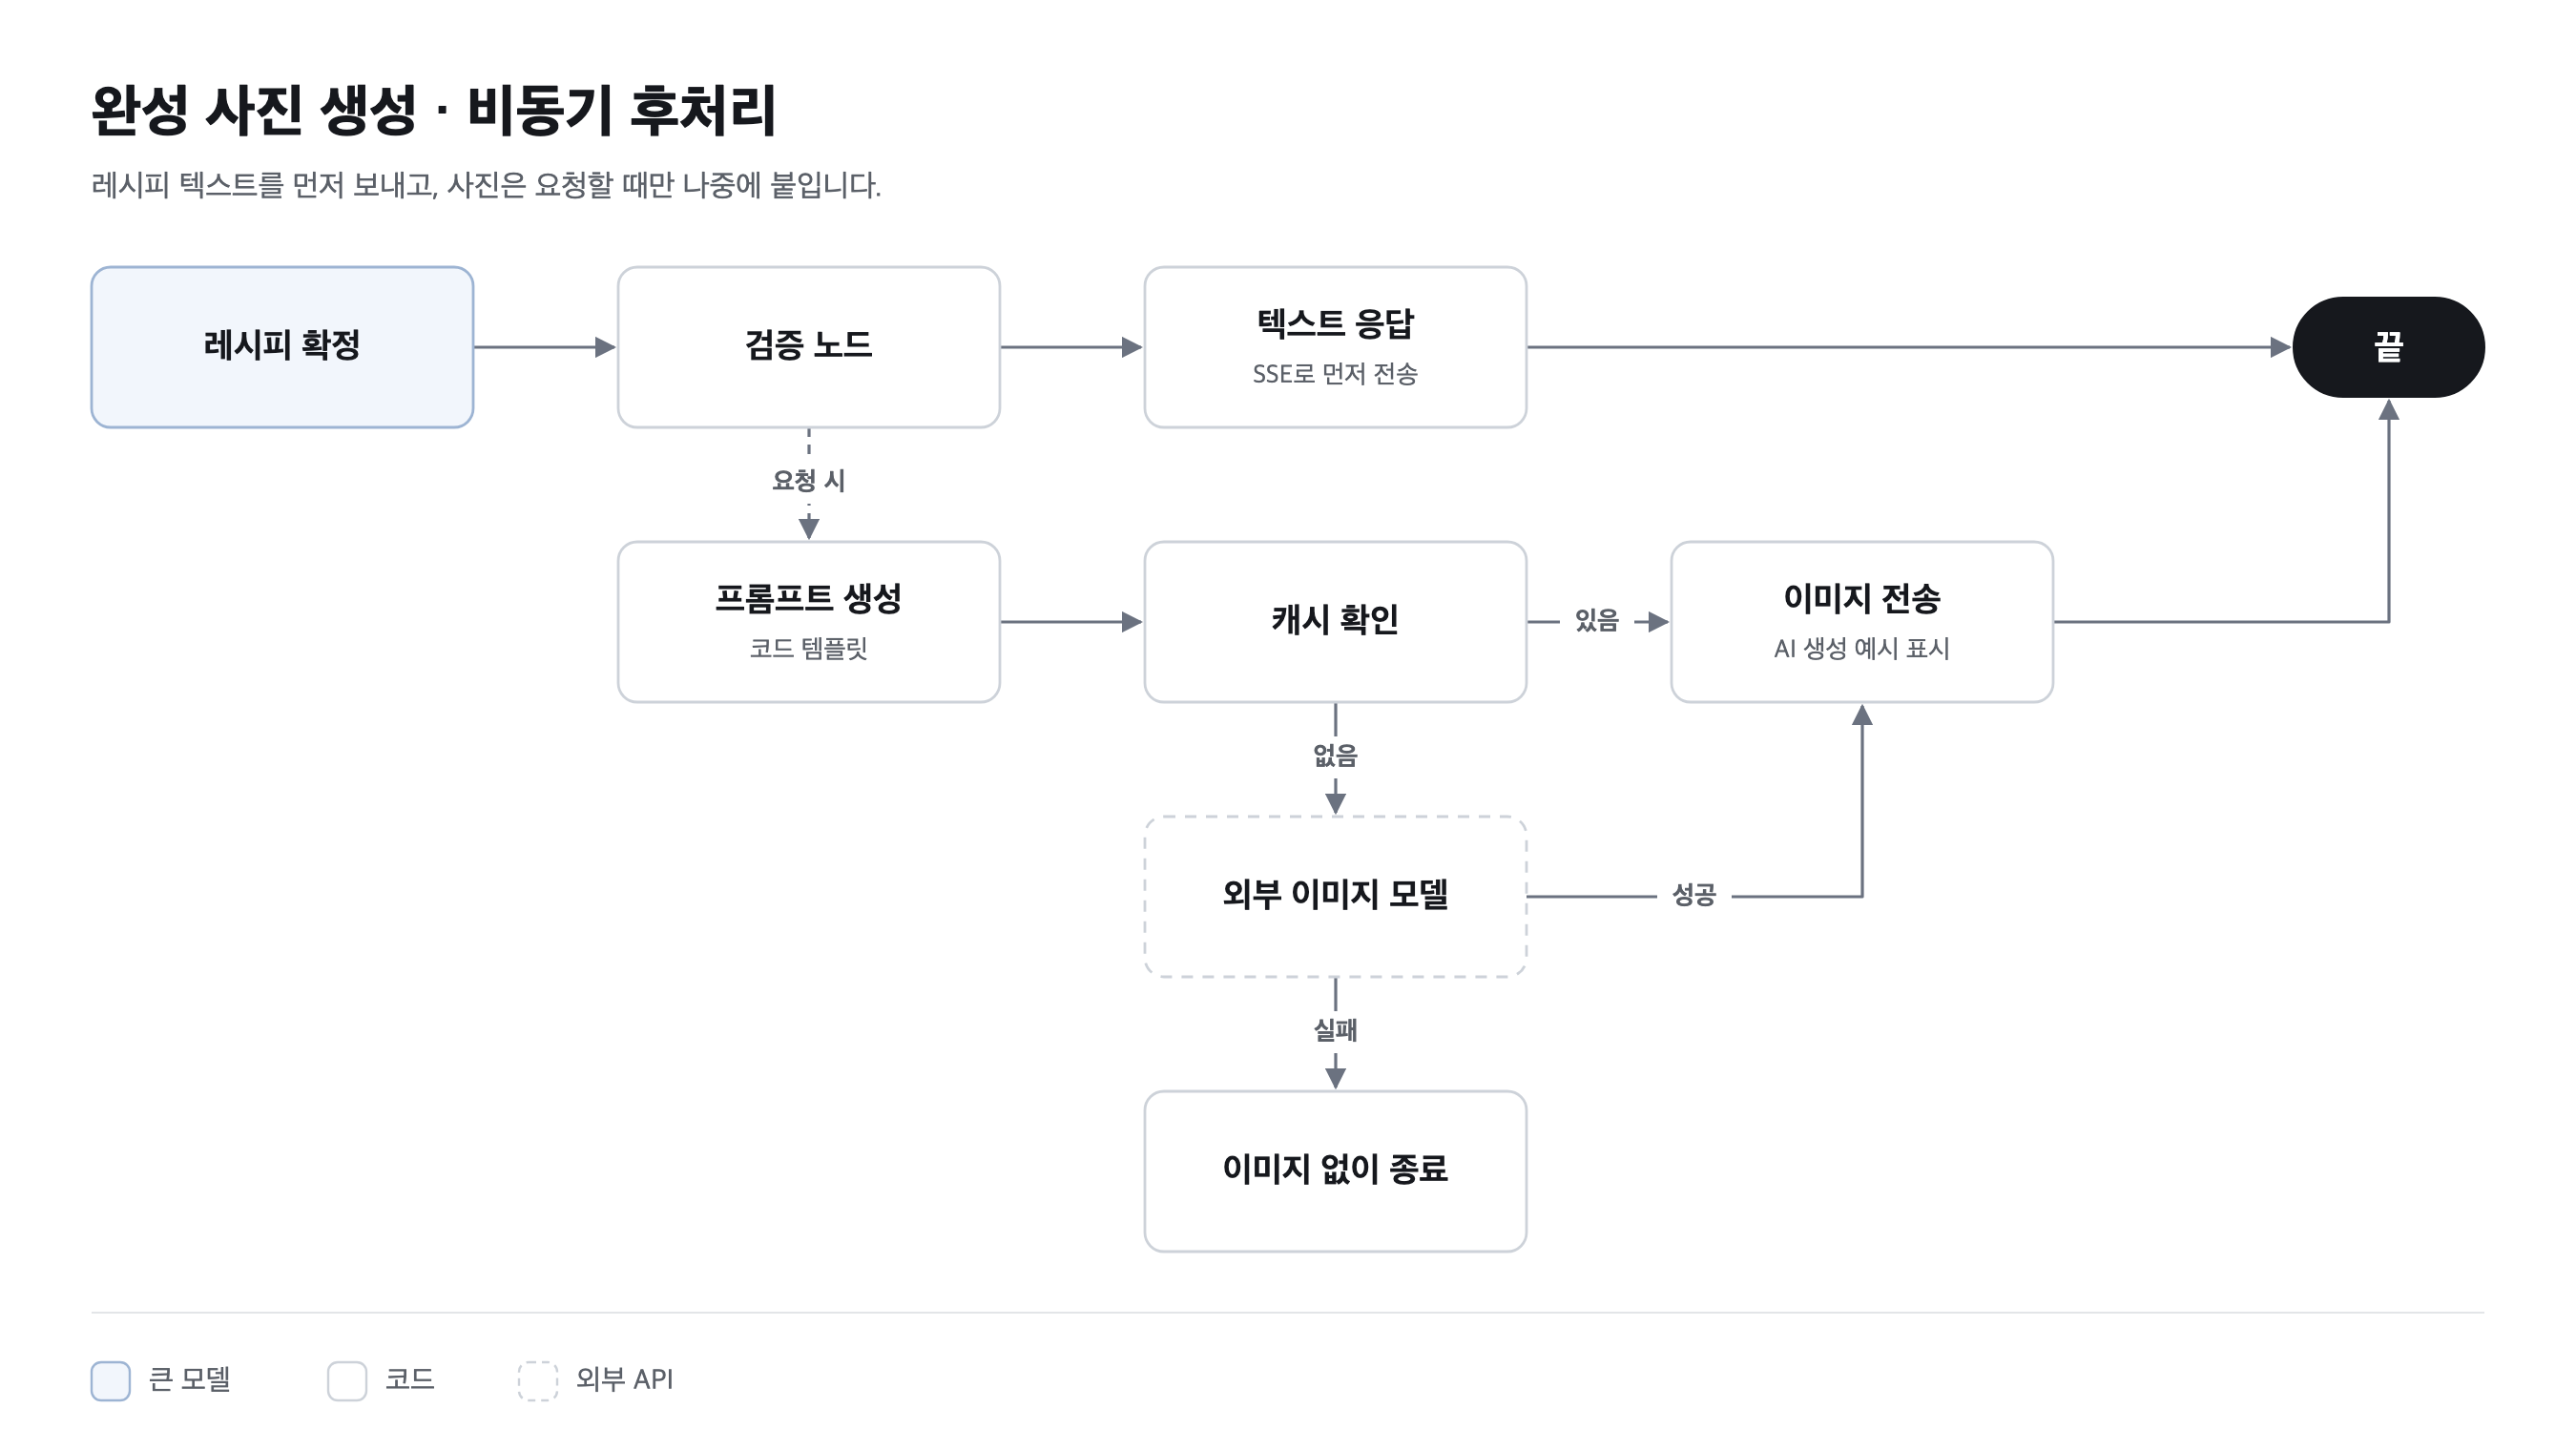 완성 사진 생성 · 비동기 후처리
레시피 텍스트를 먼저 보내고, 사진은 요청할 때만 나중에 붙입니다.
레시피 확정
검증 노드
텍스트 응답
SSE로 먼저 전송
끝
요청 시
프롬프트 생성
코드 템플릿
캐시 확인
있음
이미지 전송
AI 생성 예시 표시
없음
외부 이미지 모델
성공
실패
이미지 없이 종료
큰 모델
코드
외부 API